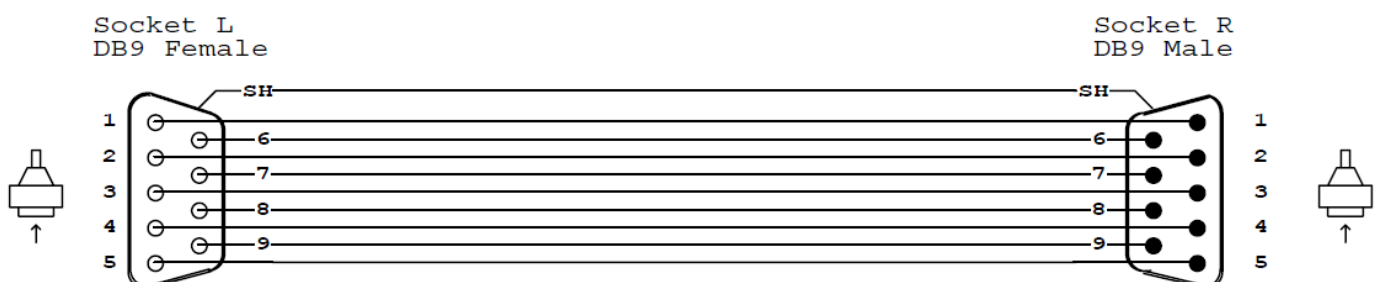 Socket L
DB9 Female
Socket R
DB9 Male
SH SH
1 1
6 6
2 2
7 7
3 3
8 8
4 4
9 9
5 5